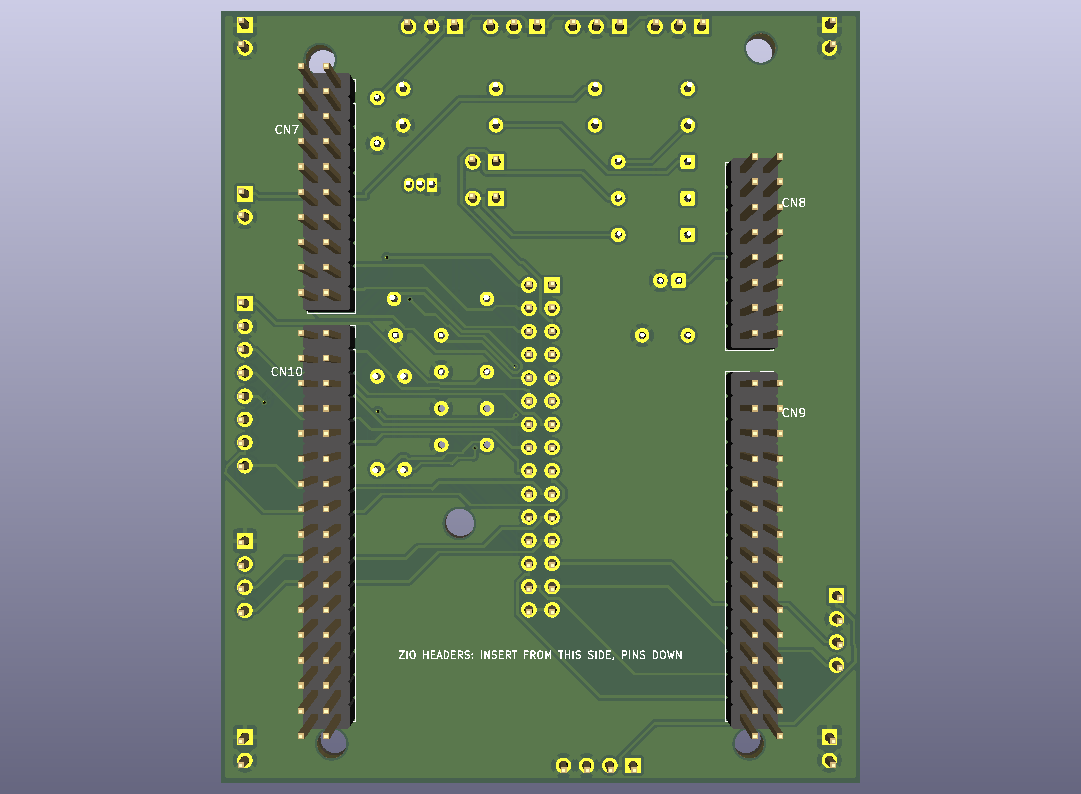 CN7
CN8
CN10
CN9
ZIO HEADERS: INSERT FROM THIS SIDE, PINS DOWN